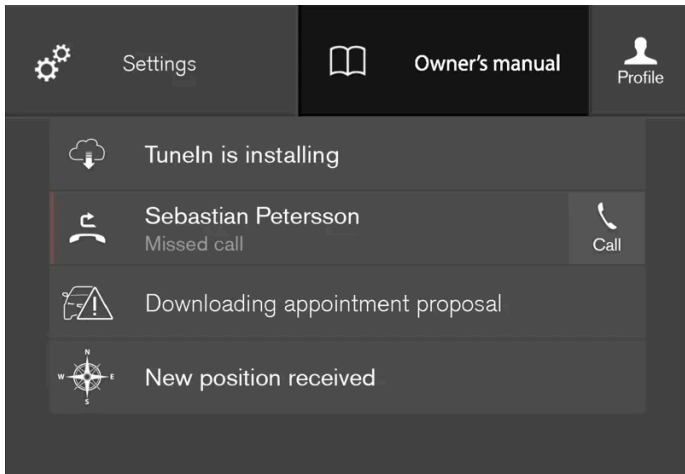 Settings
Owner's manual
Profile
TuneIn is installing
Sebastian Petersson
Missed call
Call
Downloading appointment proposal
N
W E
S
New position received